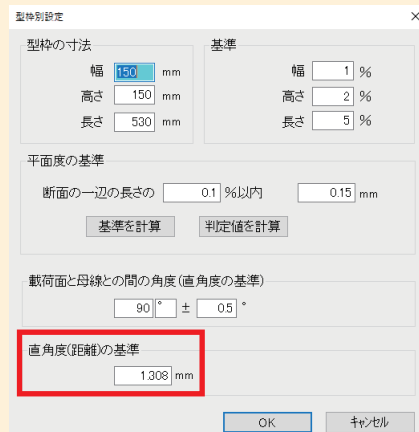 型枠別設定
型枠の寸法
幅 150 mm
高さ 150 mm
長さ 530 mm
基準
幅 1 %
高さ 2 %
長さ 5 %
平面度の基準
断面の一辺の長さの 0.1 %以内 0.15 mm
基準を計算 判定値を計算
載荷面と母線との間の角度(直角度の基準)
90 ° ± 0.5 °
直角度(距離)の基準
1.308 mm
OK キャンセル